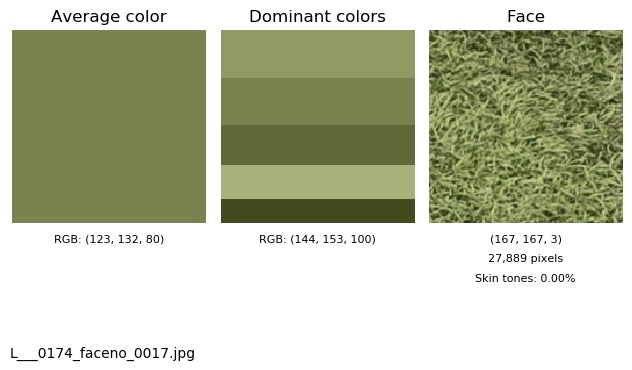 Average color
Dominant colors
Face
RGB: (123, 132, 80)
RGB: (144, 153, 100)
(167, 167, 3)
27,889 pixels
Skin tones: 0.00%
L___0174_faceno_0017.jpg